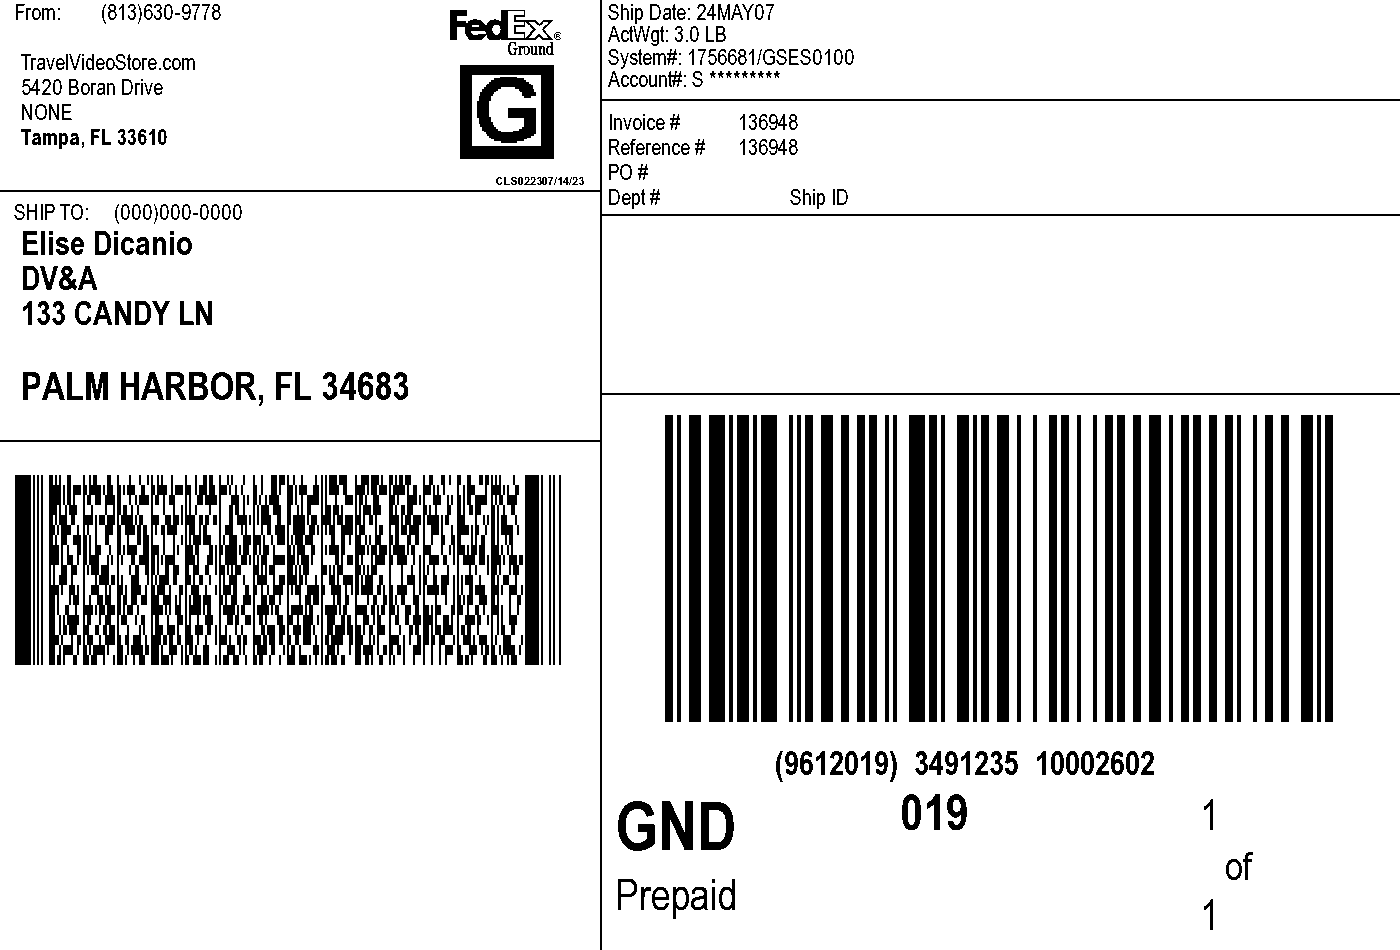 From: (813)630-9778
TravelVideoStore.com
5420 Boran Drive
NONE
Tampa, FL 33610
FedEx®
Ground
G
CLS022307/14/23
SHIP TO: (000)000-0000
Elise Dicanio
DV&A
133 CANDY LN
PALM HARBOR, FL 34683
Ship Date: 24MAY07
ActWgt: 3.0 LB
System#: 1756681/GSES0100
Account#: S *********
Invoice # 136948
Reference # 136948
PO #
Dept # Ship ID
(9612019) 3491235 10002602
GND 019 1
of
Prepaid 1